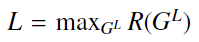 L = max_{G^L} R(G^L)